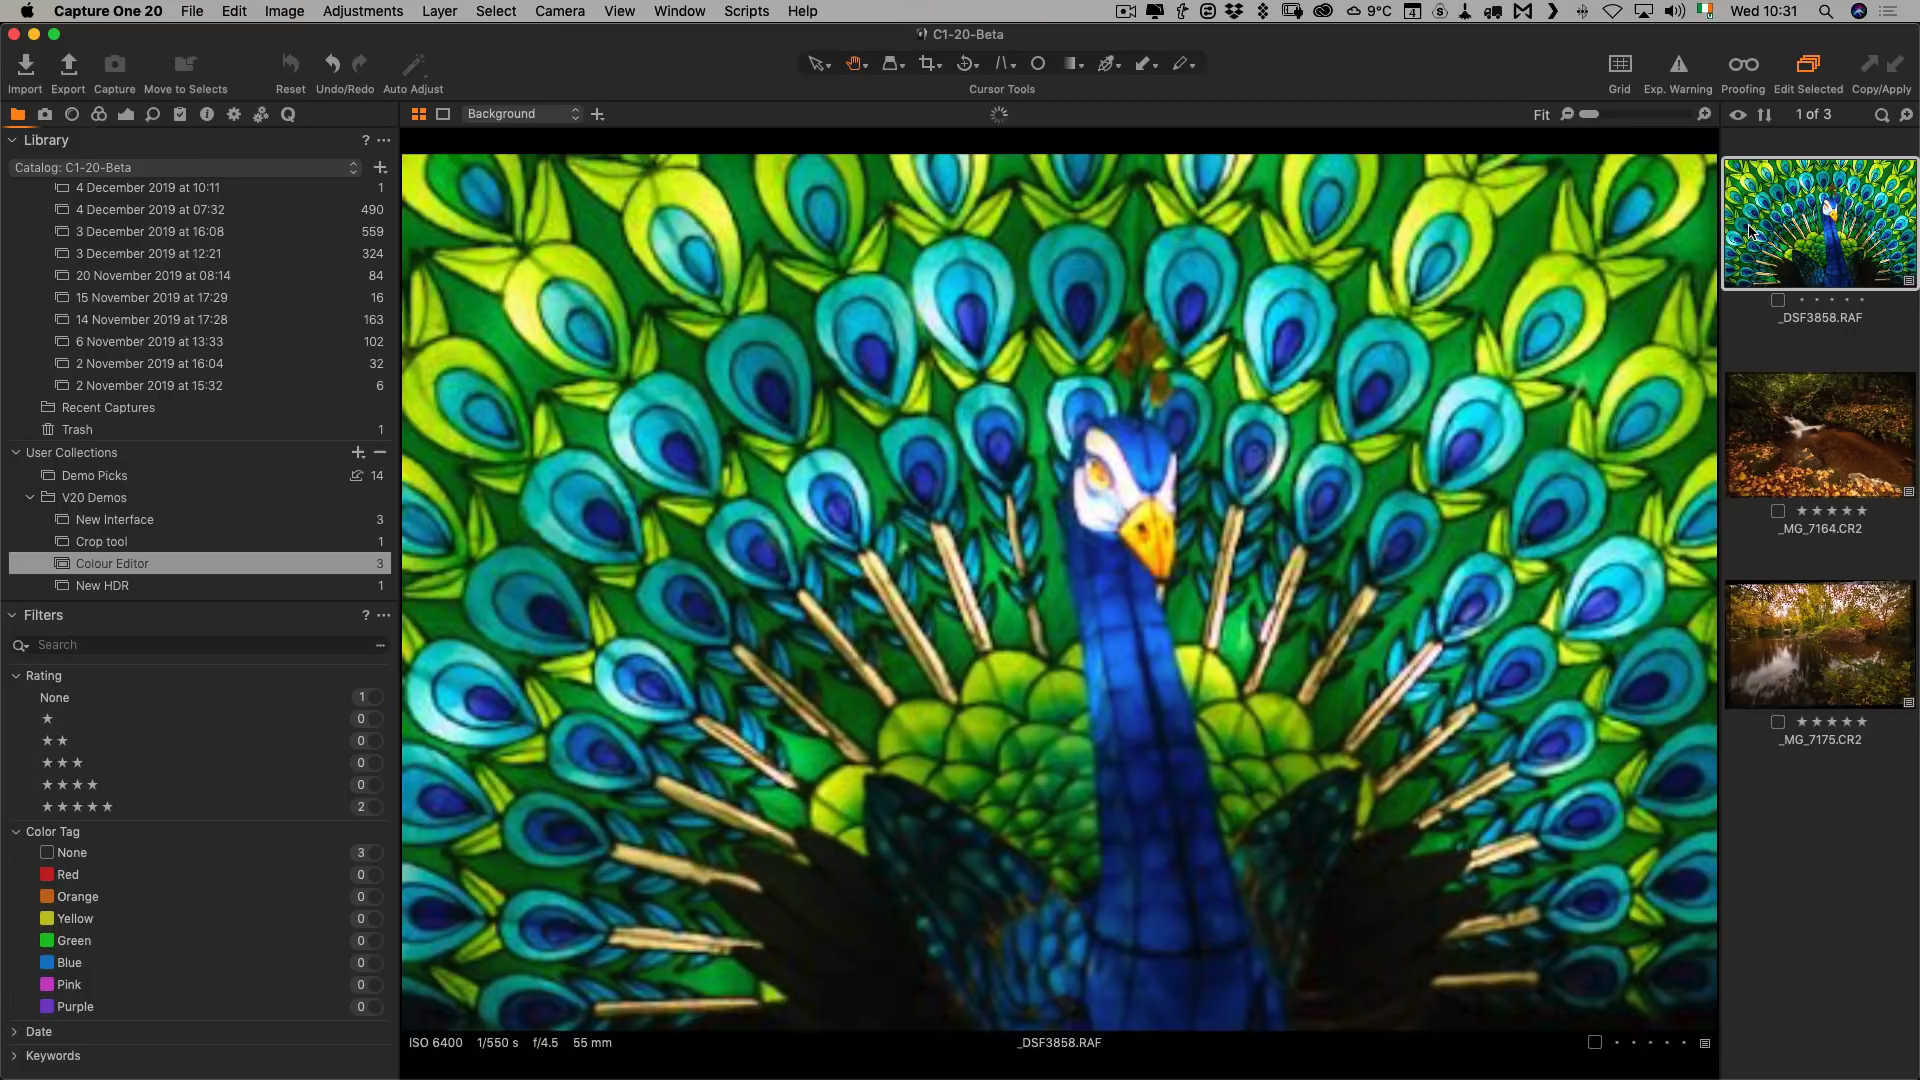 Capture One 20 File Edit Image Adjustments Layer Select Camera View Window Scripts Help 9°C 4 Wed 10:31
C1-20-Beta
Import Export Capture Move to Selects Reset Undo/Redo Auto Adjust Cursor Tools Grid Exp. Warning Proofing Edit Selected Copy/Apply
Background Fit 1 of 3
Library ?
Catalog: C1-20-Beta
4 December 2019 at 10:11 1
4 December 2019 at 07:32 490
3 December 2019 at 16:08 559
3 December 2019 at 12:21 324
20 November 2019 at 08:14 84
15 November 2019 at 17:29 16
14 November 2019 at 17:28 163
6 November 2019 at 13:33 102
2 November 2019 at 16:04 32
2 November 2019 at 15:32 6
Recent Captures
Trash 1
User Collections
Demo Picks 14
V20 Demos
New Interface 3
Crop tool 1
Colour Editor 3
New HDR 1
Filters ?
Search
Rating
None 1
★ 0
★★ 0
★★★ 0
★★★★ 0
★★★★★ 2
Color Tag
None 3
Red 0
Orange 0
Yellow 0
Green 0
Blue 0
Pink 0
Purple 0
Date
Keywords
ISO 6400 1/550 s f/4.5 55 mm _DSF3858.RAF
_DSF3858.RAF
★★★★★
_MG_7164.CR2
★★★★★
_MG_7175.CR2